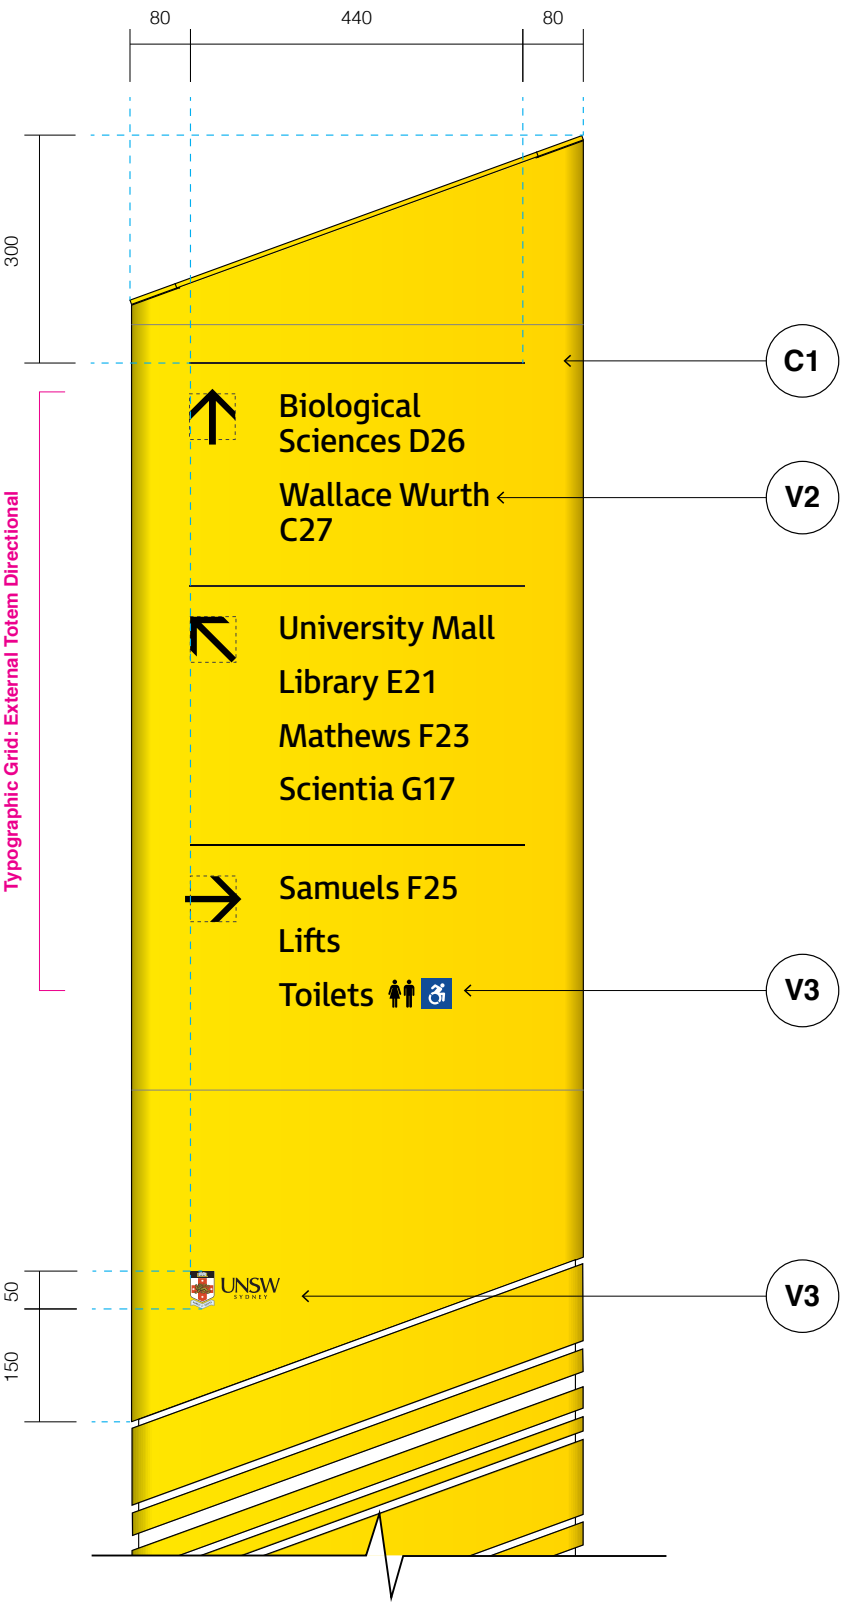 80 440 80
300
C1
Biological
Sciences D26
Wallace Wurth
C27
V2
Typographic Grid: External Totem Directional
University Mall
Library E21
Mathews F23
Scientia G17
Samuels F25
Lifts
Toilets
V3
50
UNSW
SYDNEY
V3
150